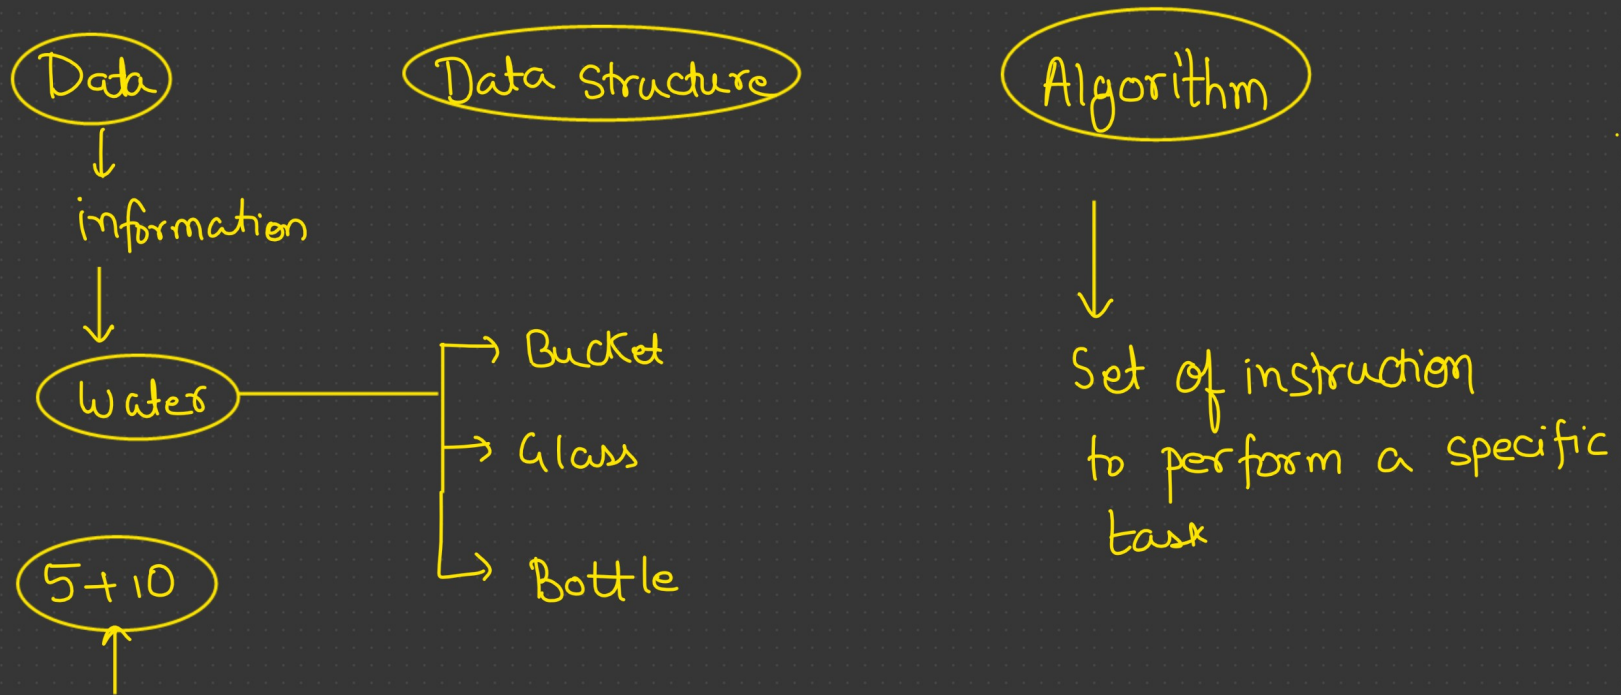 Data
Data Structure
Algorithm
information
Water
Bucket
Glass
Bottle
5+10
Set of instruction
to perform a specific
task